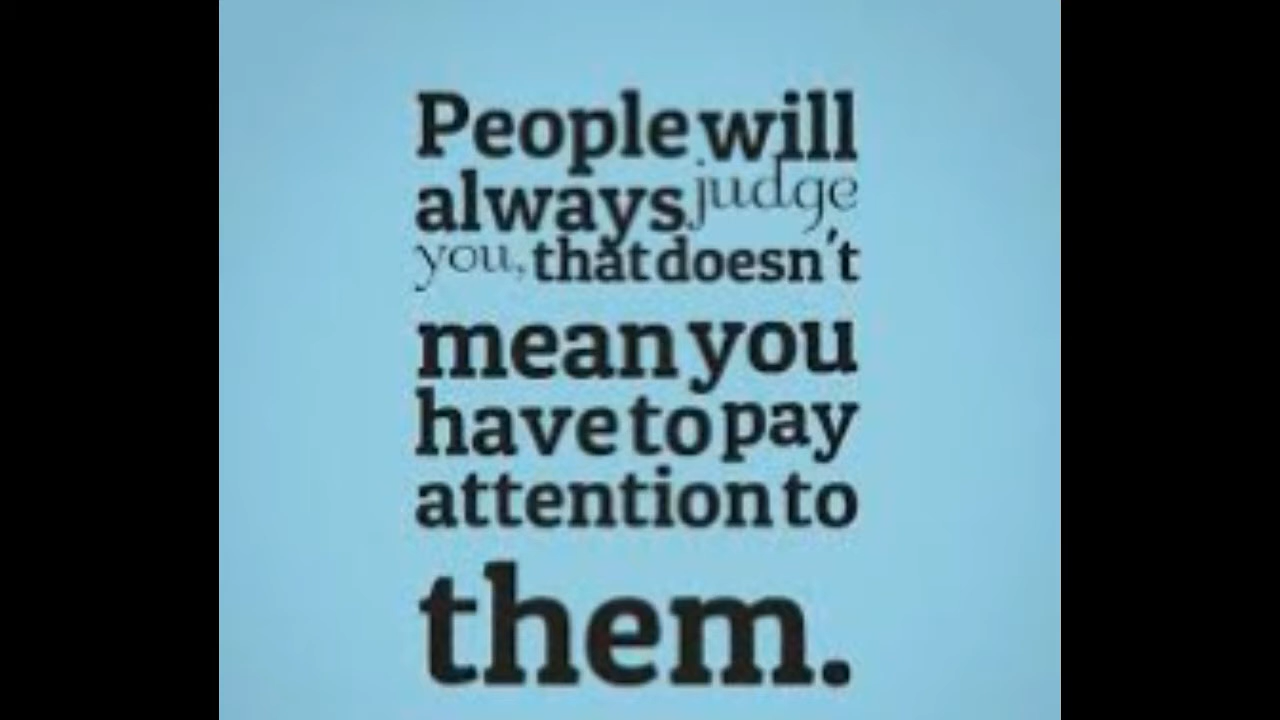 People will
always judge
you, that doesn't
mean you
have to pay
attention to
them.